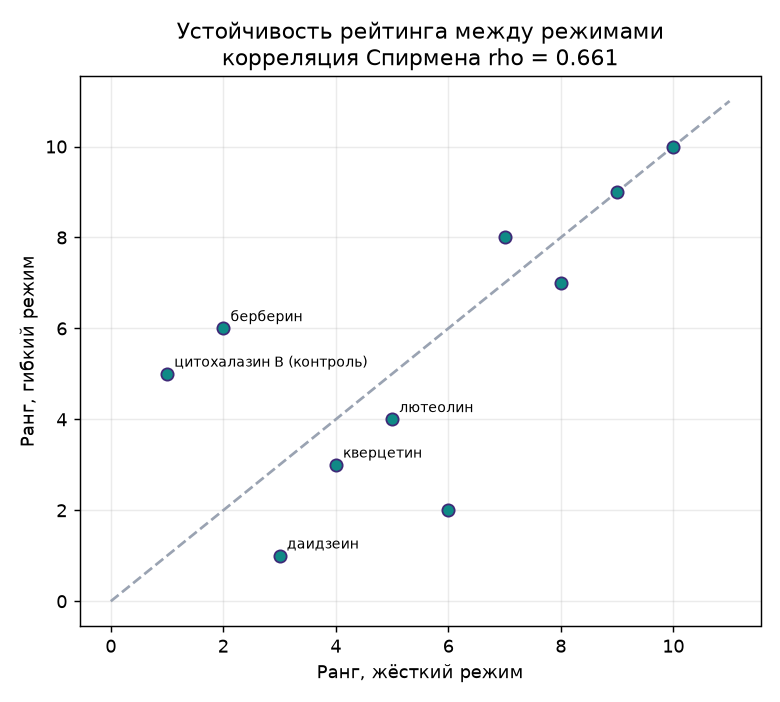 Устойчивость рейтинга между режимами
корреляция Спирмена rho = 0.661
Ранг, гибкий режим
10
8
6
4
2
0
берберин
цитохалазин B (контроль)
лютеолин
кверцетин
даидзеин
0 2 4 6 8 10
Ранг, жёсткий режим